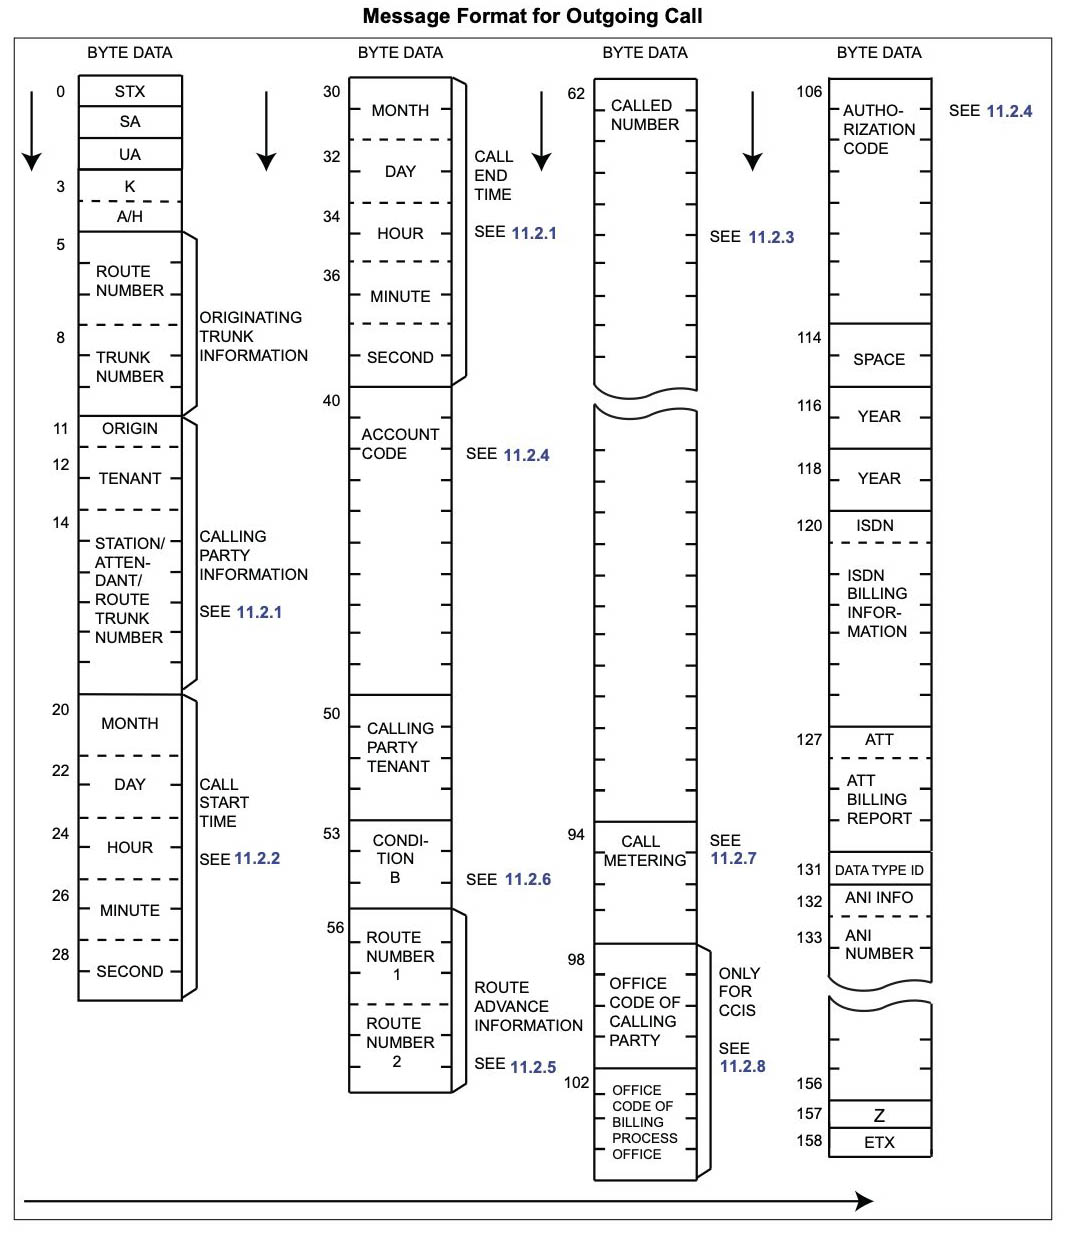 Message Format for Outgoing Call
BYTE DATA
0 STX
SA
UA
3 K
A/H
5
ROUTE
NUMBER
8
TRUNK
NUMBER
ORIGINATING
TRUNK
INFORMATION
11 ORIGIN
12
TENANT
14
STATION/
ATTEN-
DANT/
ROUTE
TRUNK
NUMBER
CALLING
PARTY
INFORMATION
SEE 11.2.1
20
MONTH
22
DAY
24
HOUR
26
MINUTE
28
SECOND
CALL
START
TIME
SEE 11.2.2
BYTE DATA
30
MONTH
32
DAY
34
HOUR
36
MINUTE
SECOND
CALL
END
TIME
SEE 11.2.1
40
ACCOUNT
CODE
SEE 11.2.4
50
CALLING
PARTY
TENANT
53
CONDI-
TION
B
SEE 11.2.6
56
ROUTE
NUMBER
1
ROUTE
NUMBER
2
ROUTE
ADVANCE
INFORMATION
SEE 11.2.5
BYTE DATA
62
CALLED
NUMBER
SEE 11.2.3
94
CALL
METERING
SEE
11.2.7
98
OFFICE
CODE OF
CALLING
PARTY
102
OFFICE
CODE OF
BILLING
PROCESS
OFFICE
ONLY
FOR
CCIS
SEE
11.2.8
BYTE DATA
106
AUTHO-
RIZATION
CODE
SEE 11.2.4
114
SPACE
116
YEAR
118
YEAR
120 ISDN
ISDN
BILLING
INFOR-
MATION
127 ATT
ATT
BILLING
REPORT
131 DATA TYPE ID
132 ANI INFO
133 ANI
NUMBER
156
157 Z
158 ETX